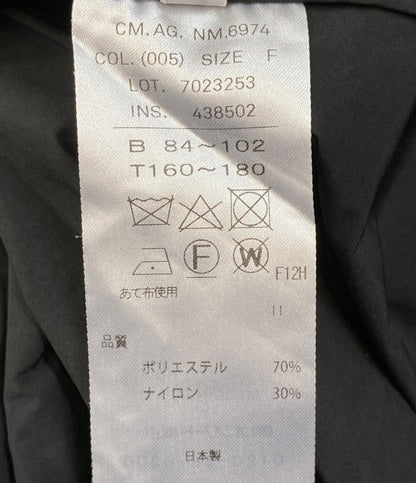 CM. AG. NM.6974
COL. (005) SIZE F
LOT. 7023253
INS. 438502
B 84～102
T160～180
F W F12H
あて布使用
11
品質
ポリエステル 70%
ナイロン 30%
日本製